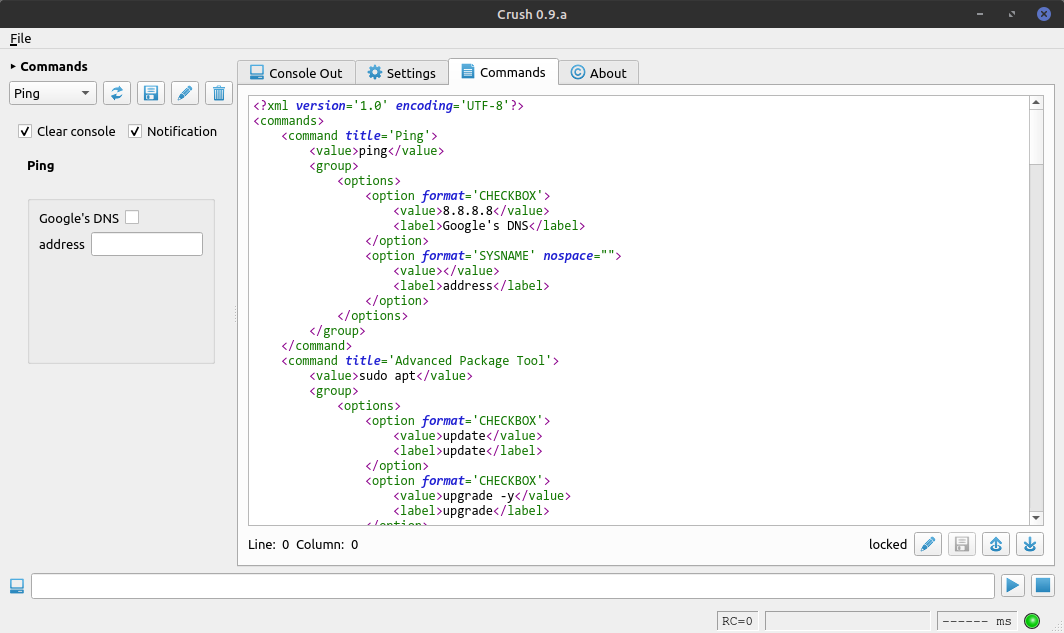 Crush 0.9.a
File
Commands
Ping
Clear console Notification
Ping
Google's DNS
address
Console Out Settings Commands About
<?xml version='1.0' encoding='UTF-8'?>
<commands>
    <command title='Ping'>
        <value>ping</value>
        <group>
            <options>
                <option format='CHECKBOX'>
                    <value>8.8.8.8</value>
                    <label>Google's DNS</label>
                </option>
                <option format='SYSNAME' nospace="">
                    <value></value>
                    <label>address</label>
                </option>
            </options>
        </group>
    </command>
    <command title='Advanced Package Tool'>
        <value>sudo apt</value>
        <group>
            <options>
                <option format='CHECKBOX'>
                    <value>update</value>
                    <label>update</label>
                </option>
                <option format='CHECKBOX'>
                    <value>upgrade -y</value>
                    <label>upgrade</label>
                </option>
Line: 0 Column: 0
locked
RC=0
------ ms